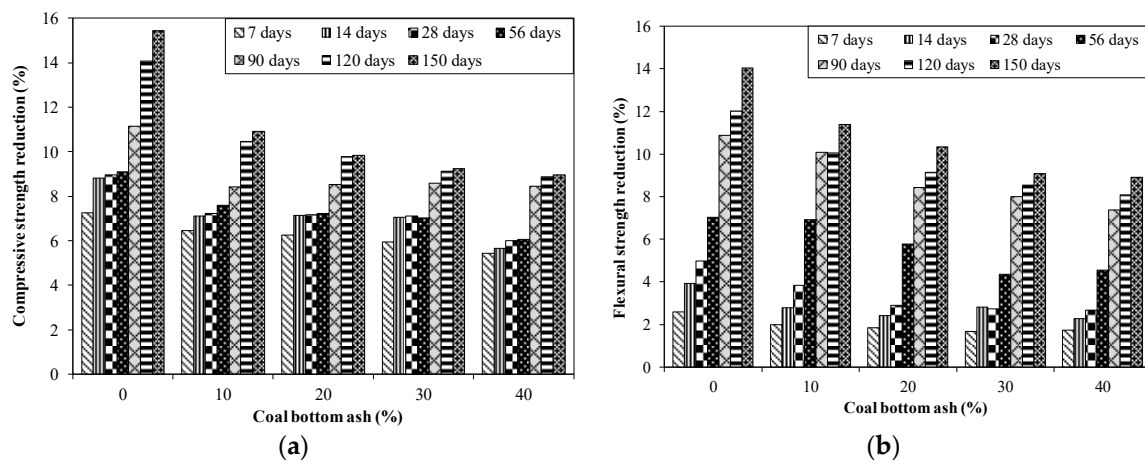 16
14
12
10
8
6
4
2
0
Compressive strength reduction (%)
7 days 14 days 28 days 56 days
90 days 120 days 150 days
0 10 20 30 40
Coal bottom ash (%)
(a)
16
14
12
10
8
6
4
2
0
Flexural strength reduction (%)
7 days 14 days 28 days 56 days
90 days 120 days 150 days
0 10 20 30 40
Coal bottom ash (%)
(b)